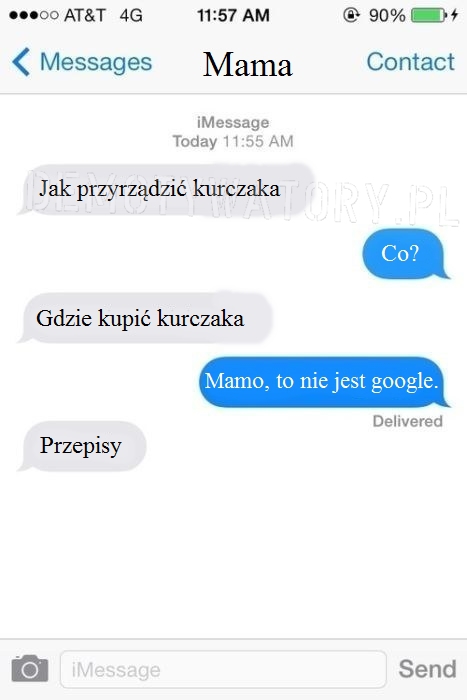 AT&T 4G 11:57 AM 90%
Messages Mama Contact
iMessage
Today 11:55 AM
Jak przyrządzić kurczaka
DEMOTYWATORY.PL
Co?
Gdzie kupić kurczaka
Mamo, to nie jest google.
Delivered
Przepisy
iMessage Send